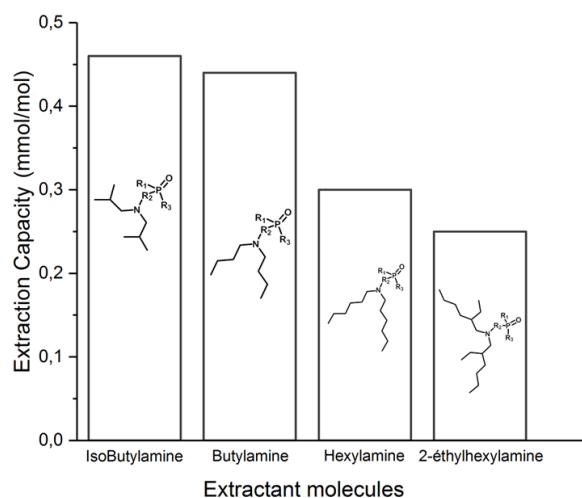 0,5
0,4
0,3
0,2
0,1
0,0
Extraction Capacity (mmol/mol)
R₁ P O
R₂
N R₃
R₁ P O
R₂
N R₃
R₁ P O
R₂
N R₃
R₁ P O
R₂
N R₃
IsoButylamine Butylamine Hexylamine 2-éthylhexylamine
Extractant molecules